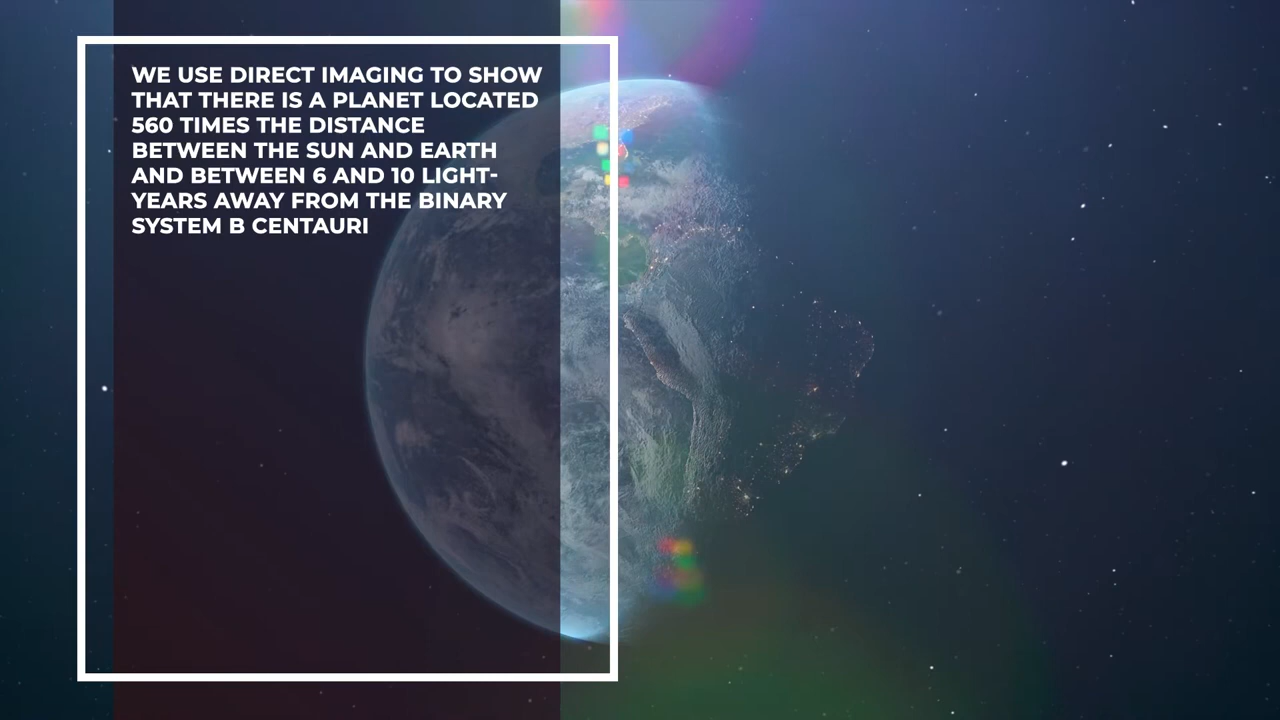 WE USE DIRECT IMAGING TO SHOW
THAT THERE IS A PLANET LOCATED
560 TIMES THE DISTANCE
BETWEEN THE SUN AND EARTH
AND BETWEEN 6 AND 10 LIGHT-
YEARS AWAY FROM THE BINARY
SYSTEM B CENTAURI